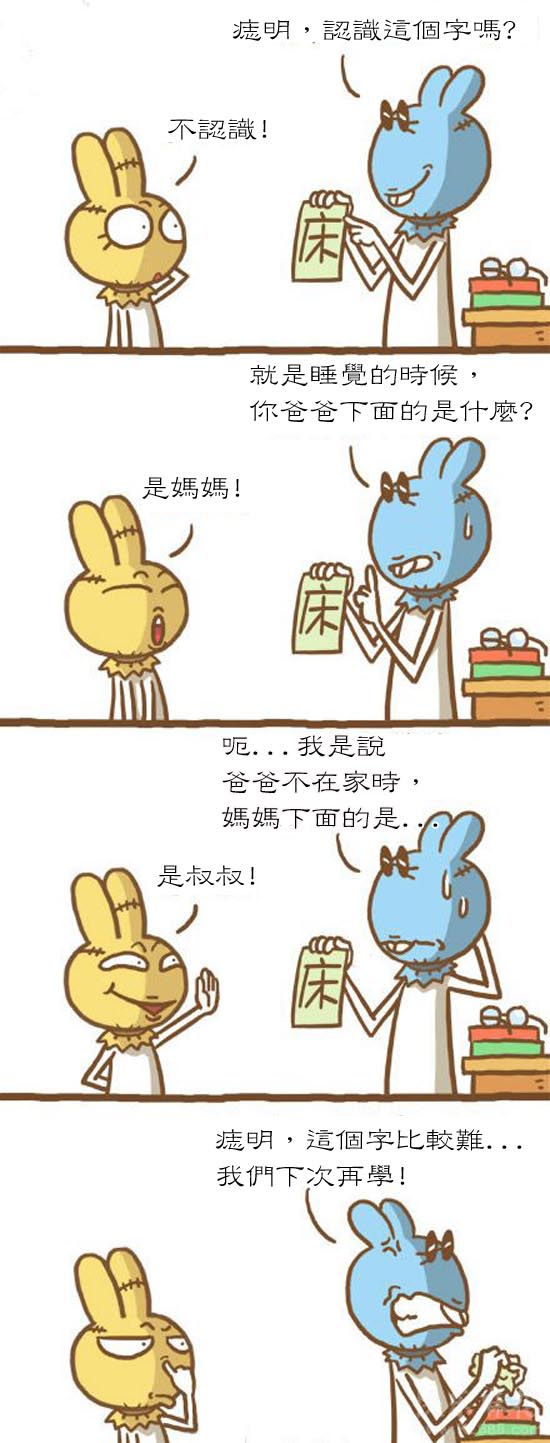 痣明，認識這個字嗎?
不認識!
床
就是睡覺的時候，
你爸爸下面的是什麼?
是媽媽!
床
呃...我是說
爸爸不在家時，
媽媽下面的是...
是叔叔!
床
痣明，這個字比較難...
我們下次再學!